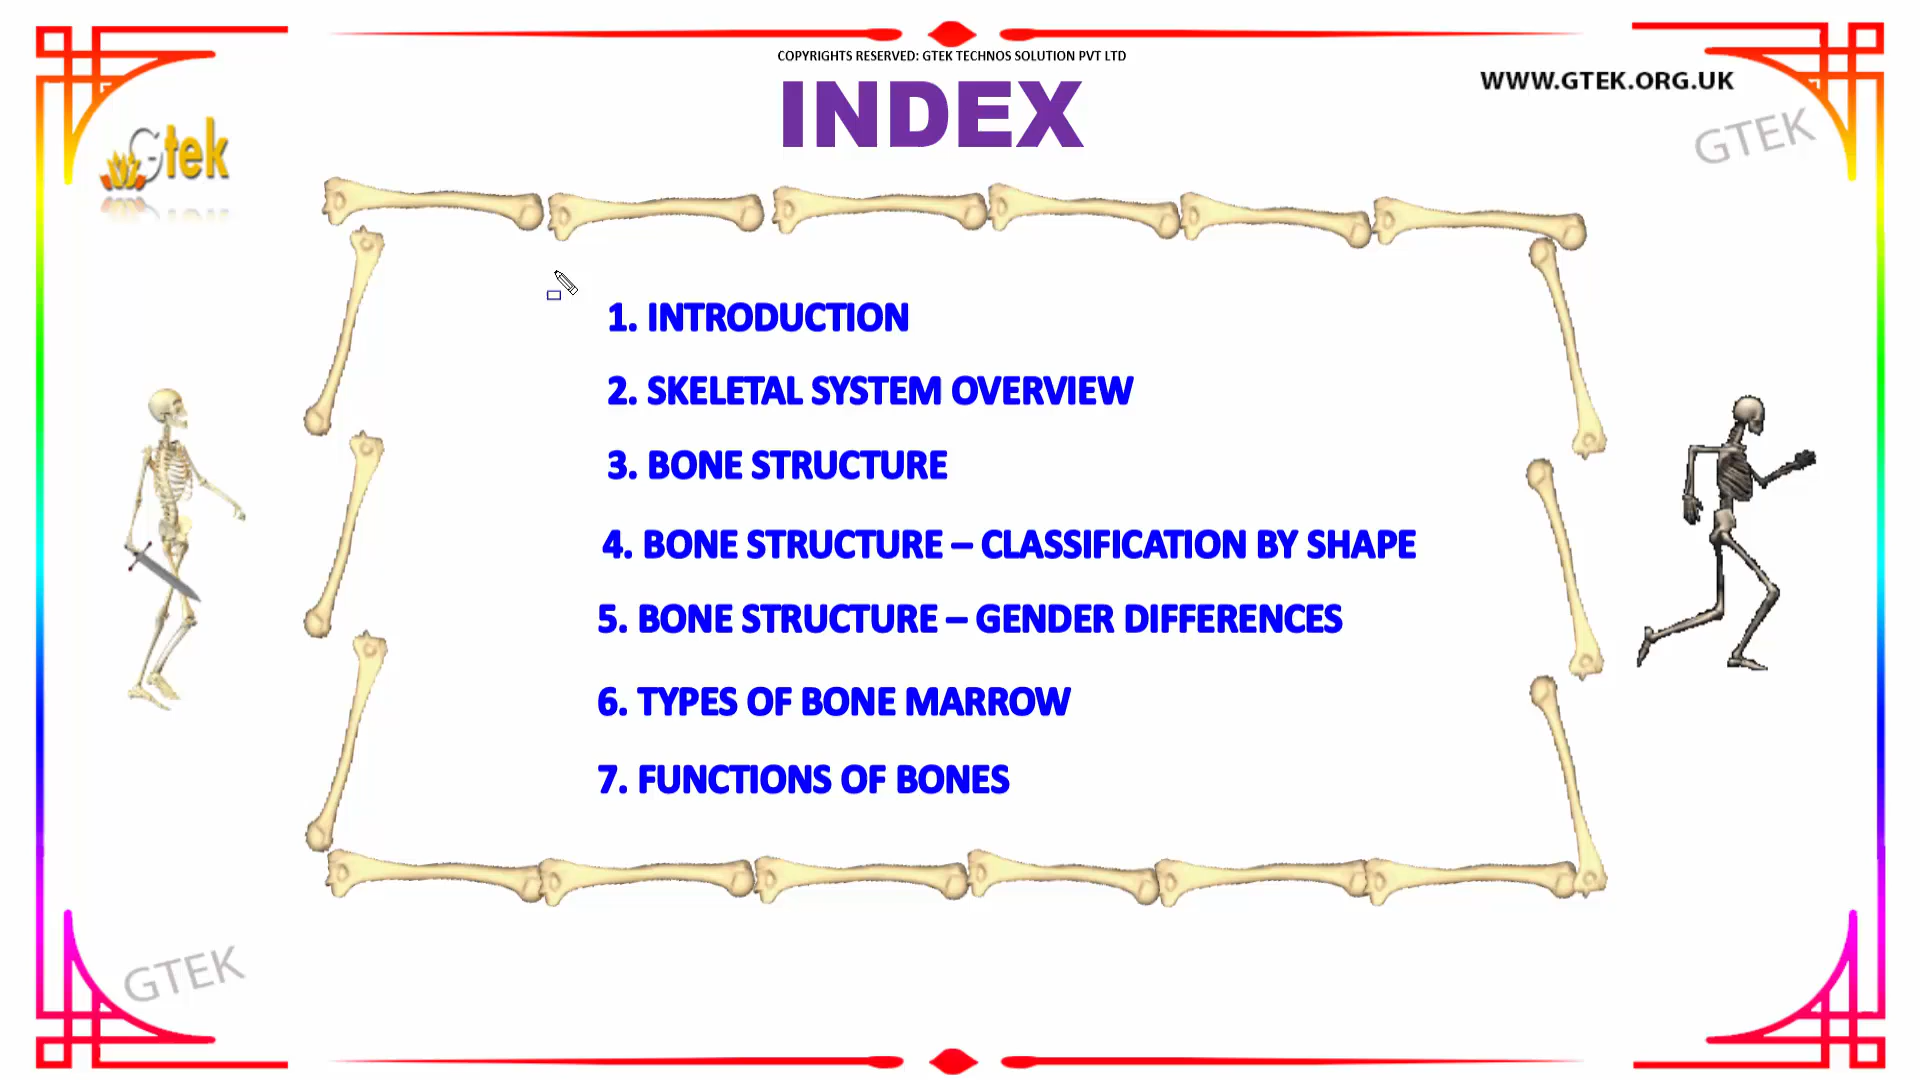 COPYRIGHTS RESERVED: GTEK TECHNOS SOLUTION PVT LTD
INDEX
WWW.GTEK.ORG.UK
GTEK
Gtek
1. INTRODUCTION
2. SKELETAL SYSTEM OVERVIEW
3. BONE STRUCTURE
4. BONE STRUCTURE – CLASSIFICATION BY SHAPE
5. BONE STRUCTURE – GENDER DIFFERENCES
6. TYPES OF BONE MARROW
7. FUNCTIONS OF BONES
GTEK